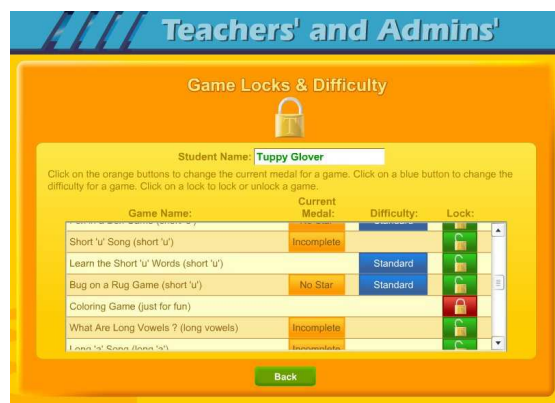 Teachers' and Admins'
Game Locks & Difficulty
Student Name: Tuppy Glover
Click on the orange buttons to change the current medal for a game. Click on a blue button to change the
difficulty for a game. Click on a lock to lock or unlock a game.
Game Name: Current Medal: Difficulty: Lock:
Short 'u' Song (short 'u') Incomplete
Learn the Short 'u' Words (short 'u') Standard
Bug on a Rug Game (short 'u') No Star Standard
Coloring Game (just for fun)
What Are Long Vowels ? (long vowels) Incomplete
Long 'a' Song (long 'a') Incomplete
Back